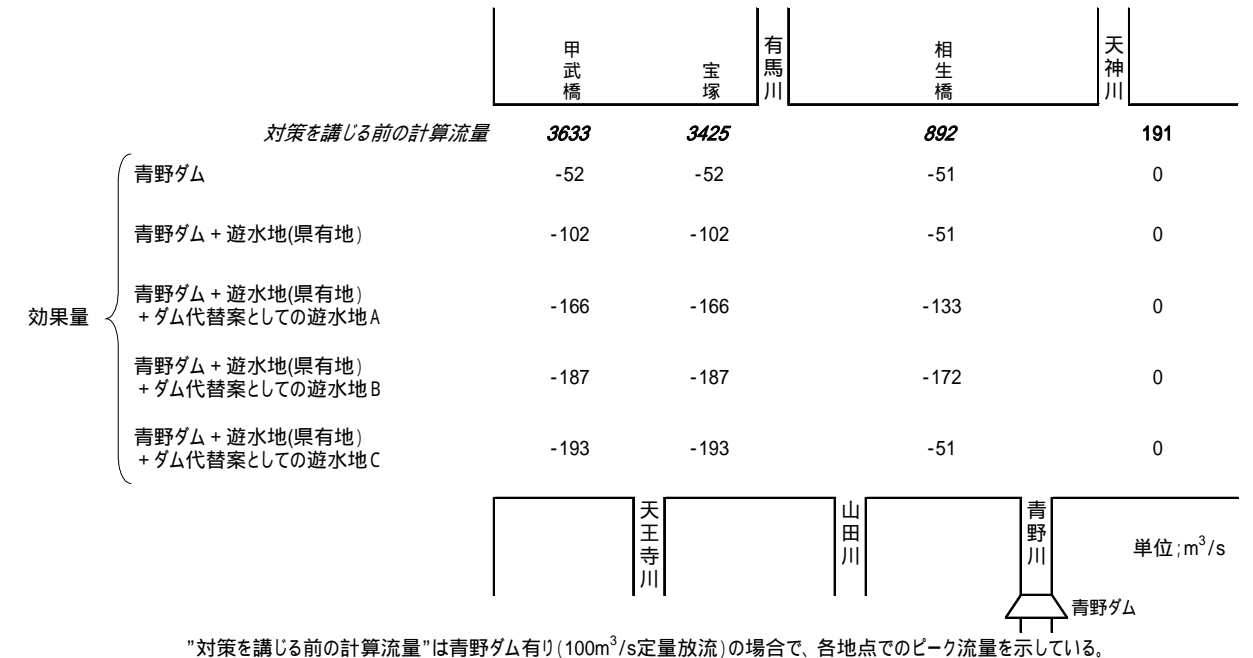 甲武橋
宝塚
有馬川
相生橋
天神川
対策を講じる前の計算流量 3633 3425 892 191
青野ダム -52 -52 -51 0
青野ダム + 遊水地(県有地) -102 -102 -51 0
効果量
青野ダム + 遊水地(県有地)
+ ダム代替案としての遊水地A -166 -166 -133 0
青野ダム + 遊水地(県有地)
+ ダム代替案としての遊水地B -187 -187 -172 0
青野ダム + 遊水地(県有地)
+ ダム代替案としての遊水地C -193 -193 -51 0
天王寺川
山田川
青野川
単位;m³/s
青野ダム
"対策を講じる前の計算流量"は青野ダム有り(100m³/s定量放流)の場合で、各地点でのピーク流量を示している。